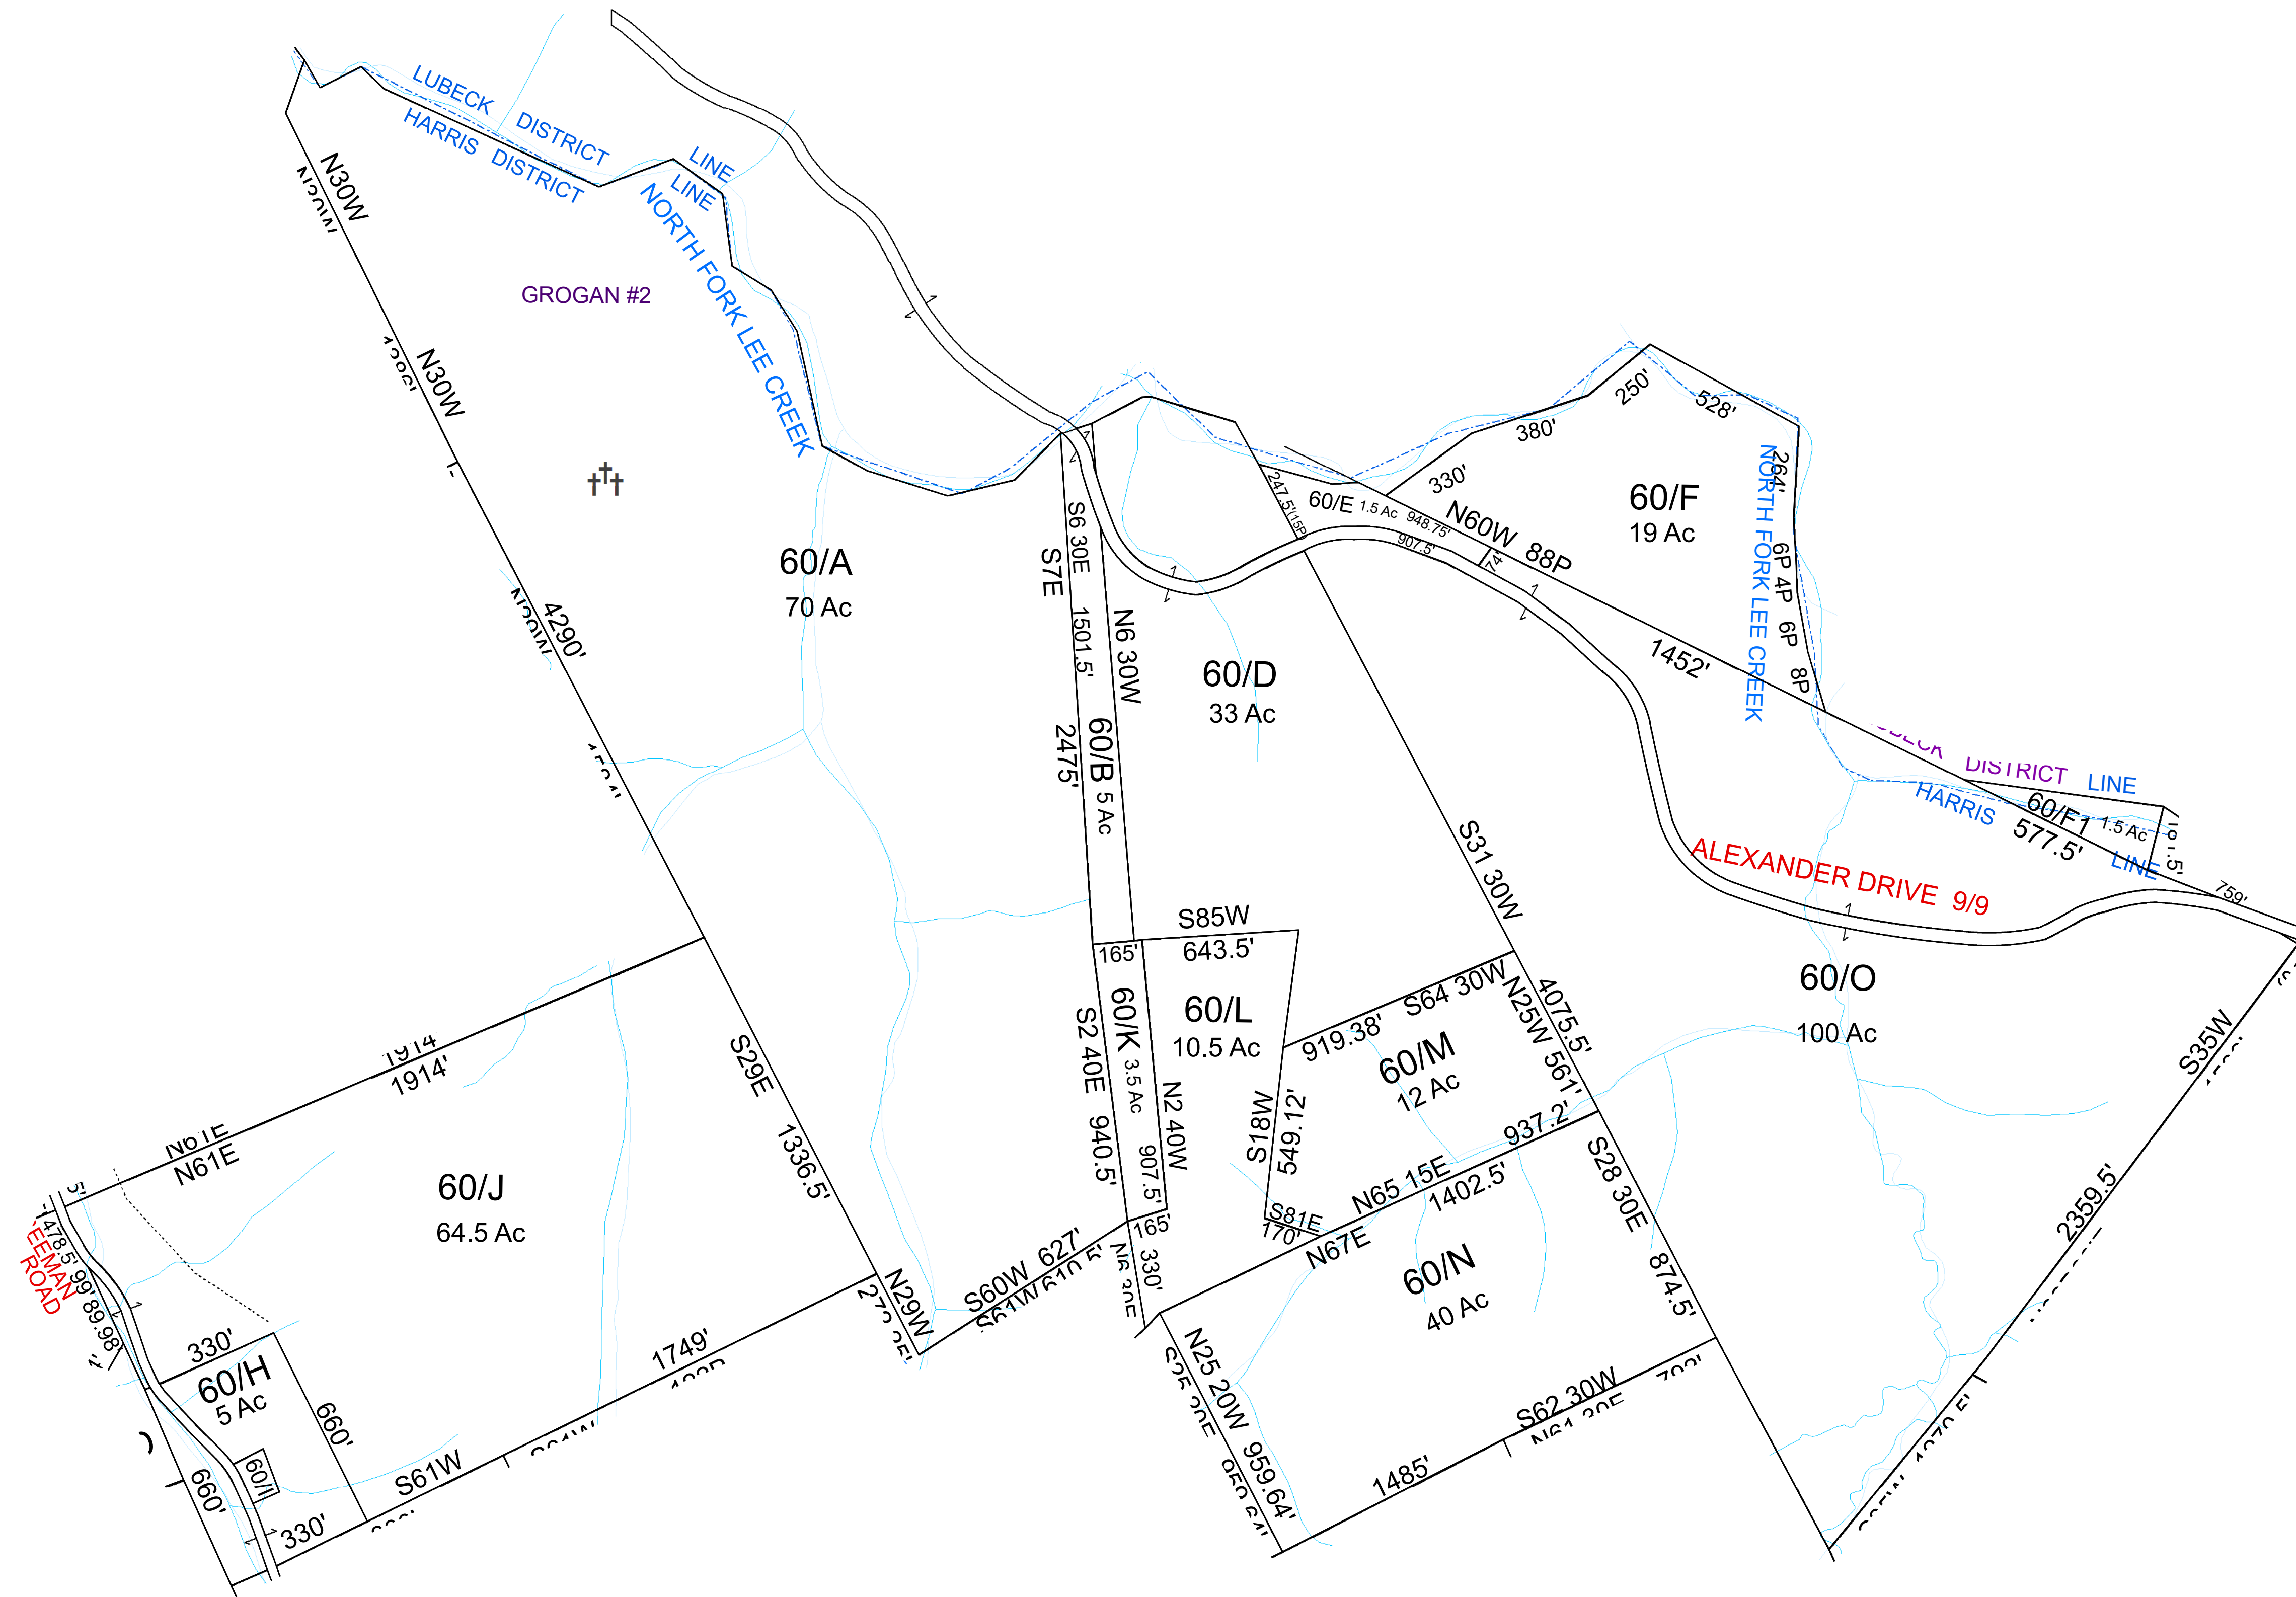 LUBECK DISTRICT LINE
HARRIS DISTRICT LINE
NORTH FORK LEE CREEK
N30W
N30W
GROGAN #2
N30W
4290'
60/A
70 Ac
S6 30E 1501.5'
S7E
2475'
N6 30W
60/B 5 Ac
60/D
33 Ac
247.5'(15P)
60/E 1.5 Ac 948.75'
907.5'
74'
N60W 88P
1452'
330'
380'
250'
528'
264'
60/F
19 Ac
NORTH FORK LEE CREEK
6P 4P 6P 8P
DISTRICT LINE
HARRIS
LINE
60/F1 1.5 Ac
577.5'
759'
ALEXANDER DRIVE 9/9
60/O
100 Ac
S31 30W
4075.5'
N25W 561'
S85W
643.5'
165'
60/K 3.5 Ac
S2 40E 940.5'
N2 40W 907.5'
165'
330'
60/L
10.5 Ac
S18W
549.12'
S81E
170'
919.38' S64 30W
60/M
12 Ac
937.2'
N65 15E
1402.5'
N67E
60/N
40 Ac
S28 30E 874.5'
N25 20W 959.64'
S62 30W
1485'
S35W
2359.5'
1914'
N61E
60/J
64.5 Ac
S29E
1336.5'
N29W
S60W 627'
1749'
S61W
ROAD
478.5' 99' 89.98'
330'
60/H
5 Ac
660'
60/I
660'
330'